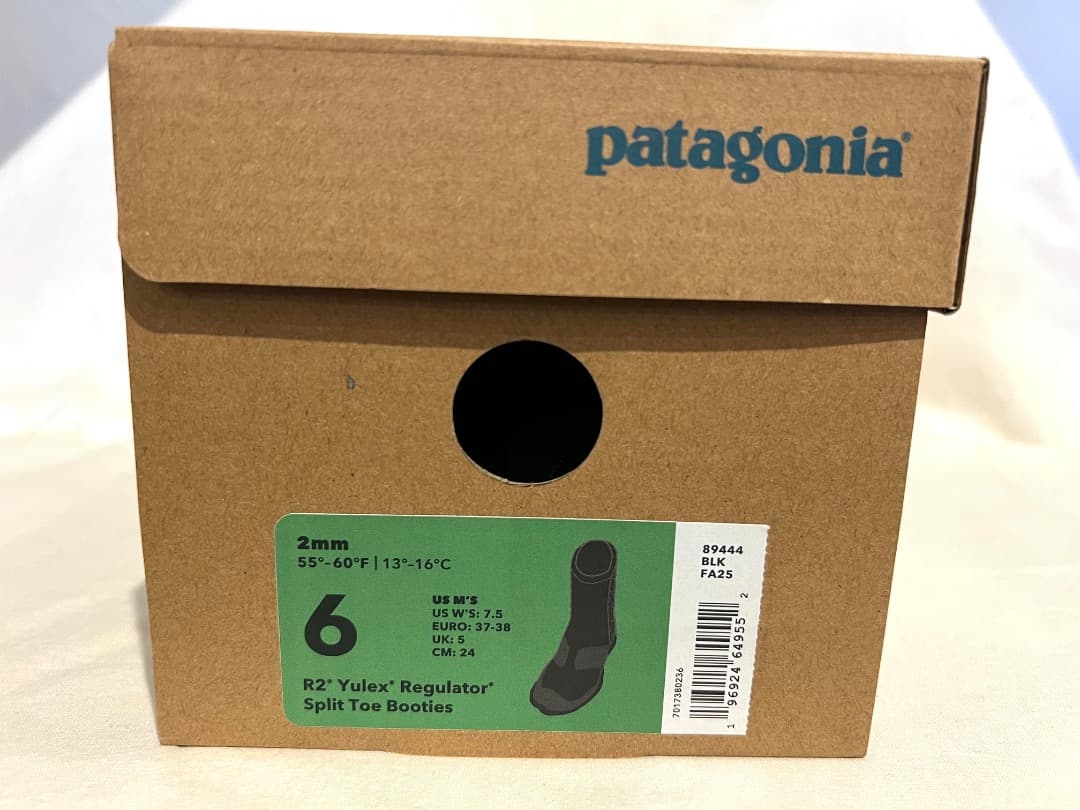 patagonia®
2mm
55°-60°F | 13°-16°C
6
US M'S
US W'S: 7.5
EURO: 37-38
UK: 5
CM: 24
R2® Yulex® Regulator®
Split Toe Booties
89444
BLK
FA25
7017380236
1 96924 64955 2